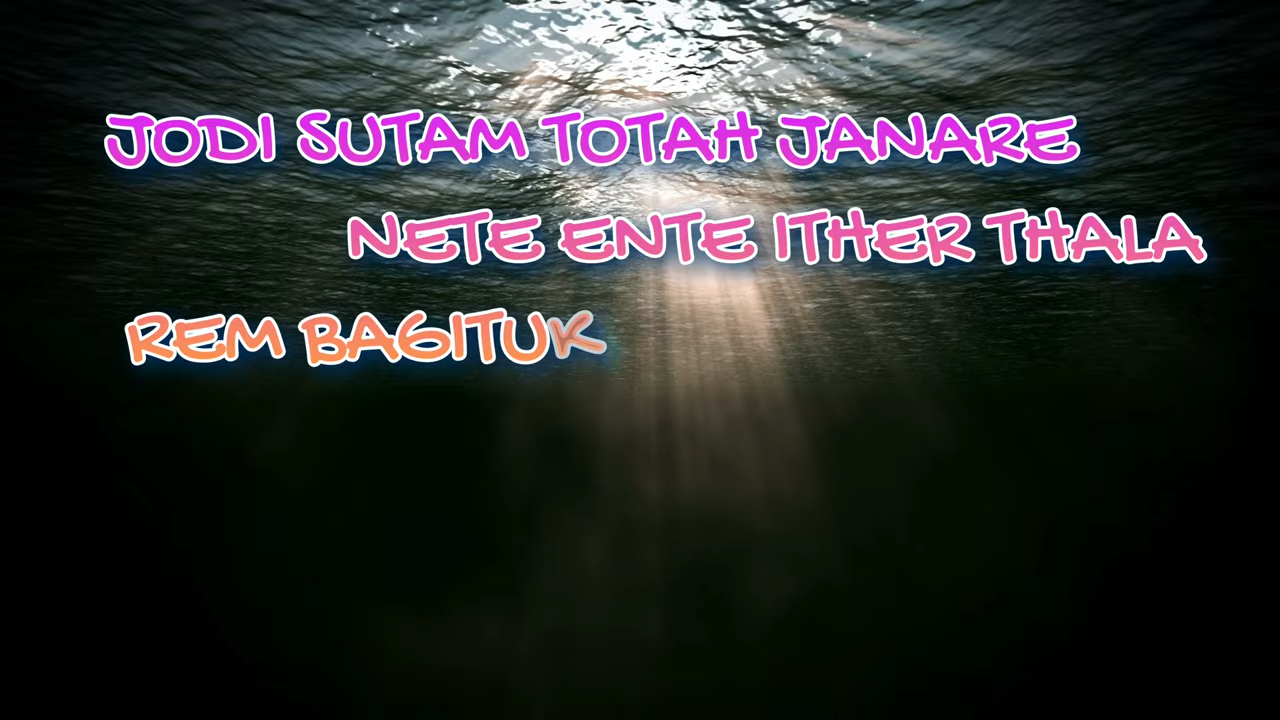 JODI SUTAM TOTAH JANARE
NETE ENTE ITHER THALA
REM BAGITUK